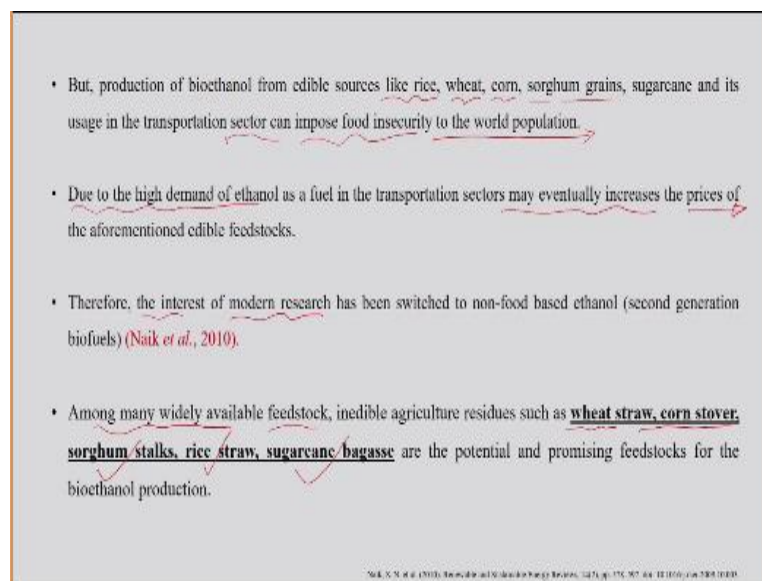 • But, production of bioethanol from edible sources like rice, wheat, corn, sorghum grains, sugarcane and its
usage in the transportation sector can impose food insecurity to the world population.
• Due to the high demand of ethanol as a fuel in the transportation sectors may eventually increases the prices of
the aforementioned edible feedstocks.
• Therefore, the interest of modern research has been switched to non-food based ethanol (second generation
biofuels) (Naik et al., 2010).
• Among many widely available feedstock, inedible agriculture residues such as wheat straw, corn stover,
sorghum stalks, rice straw, sugarcane bagasse are the potential and promising feedstocks for the
bioethanol production.
Naik, S. N. et al. (2010). Renewable and Sustainable Energy Reviews,